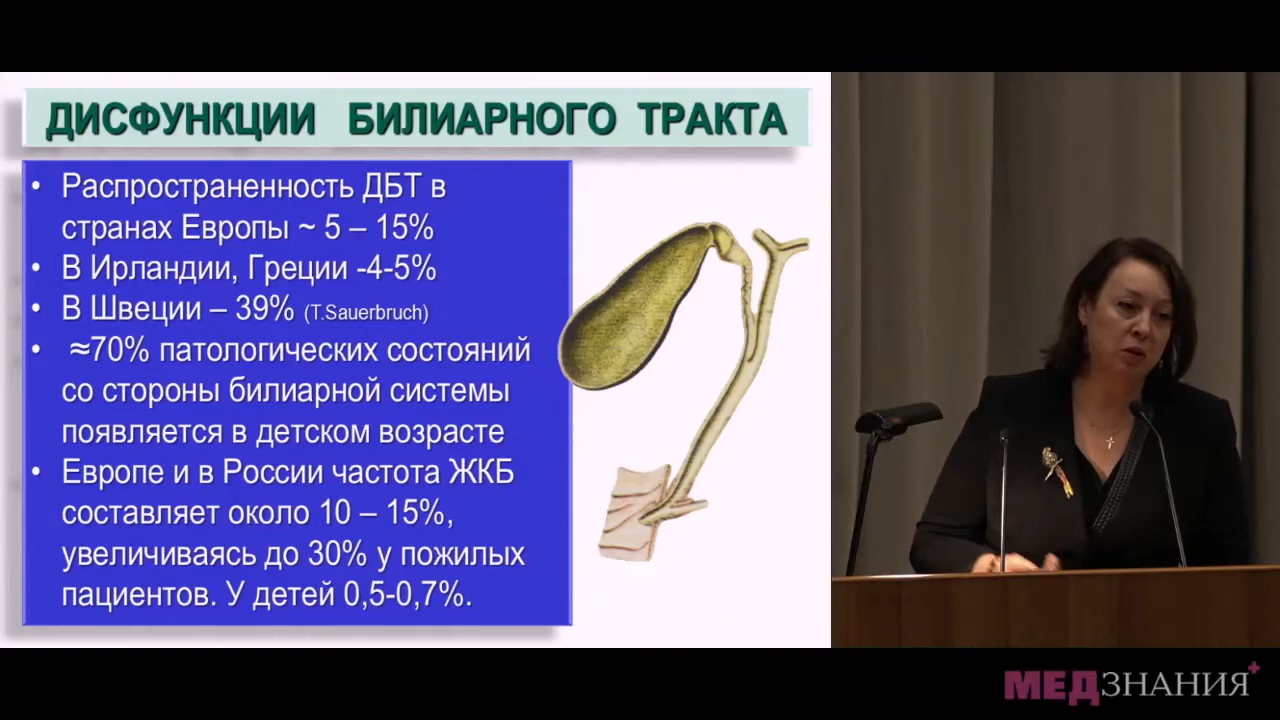 ДИСФУНКЦИИ БИЛИАРНОГО ТРАКТА
• Распространенность ДБТ в
странах Европы ~ 5 – 15%
• В Ирландии, Греции -4-5%
• В Швеции – 39% (T.Sauerbruch)
• ≈70% патологических состояний
со стороны билиарной системы
появляется в детском возрасте
• Европе и в России частота ЖКБ
составляет около 10 – 15%,
увеличиваясь до 30% у пожилых
пациентов. У детей 0,5-0,7%.
МЕДЗНАНИЯ+